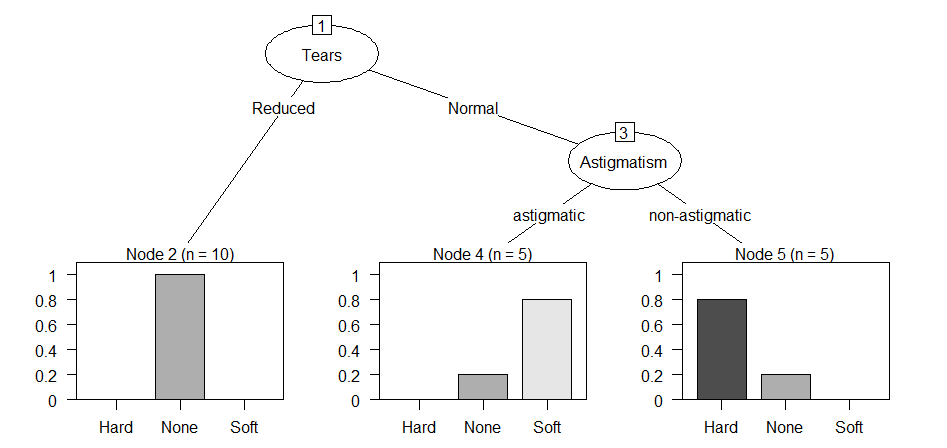 1
Tears
Reduced
Normal
3
Astigmatism
astigmatic
non-astigmatic
Node 2 (n = 10)
1
0.8
0.6
0.4
0.2
0
Hard None Soft
Node 4 (n = 5)
1
0.8
0.6
0.4
0.2
0
Hard None Soft
Node 5 (n = 5)
1
0.8
0.6
0.4
0.2
0
Hard None Soft